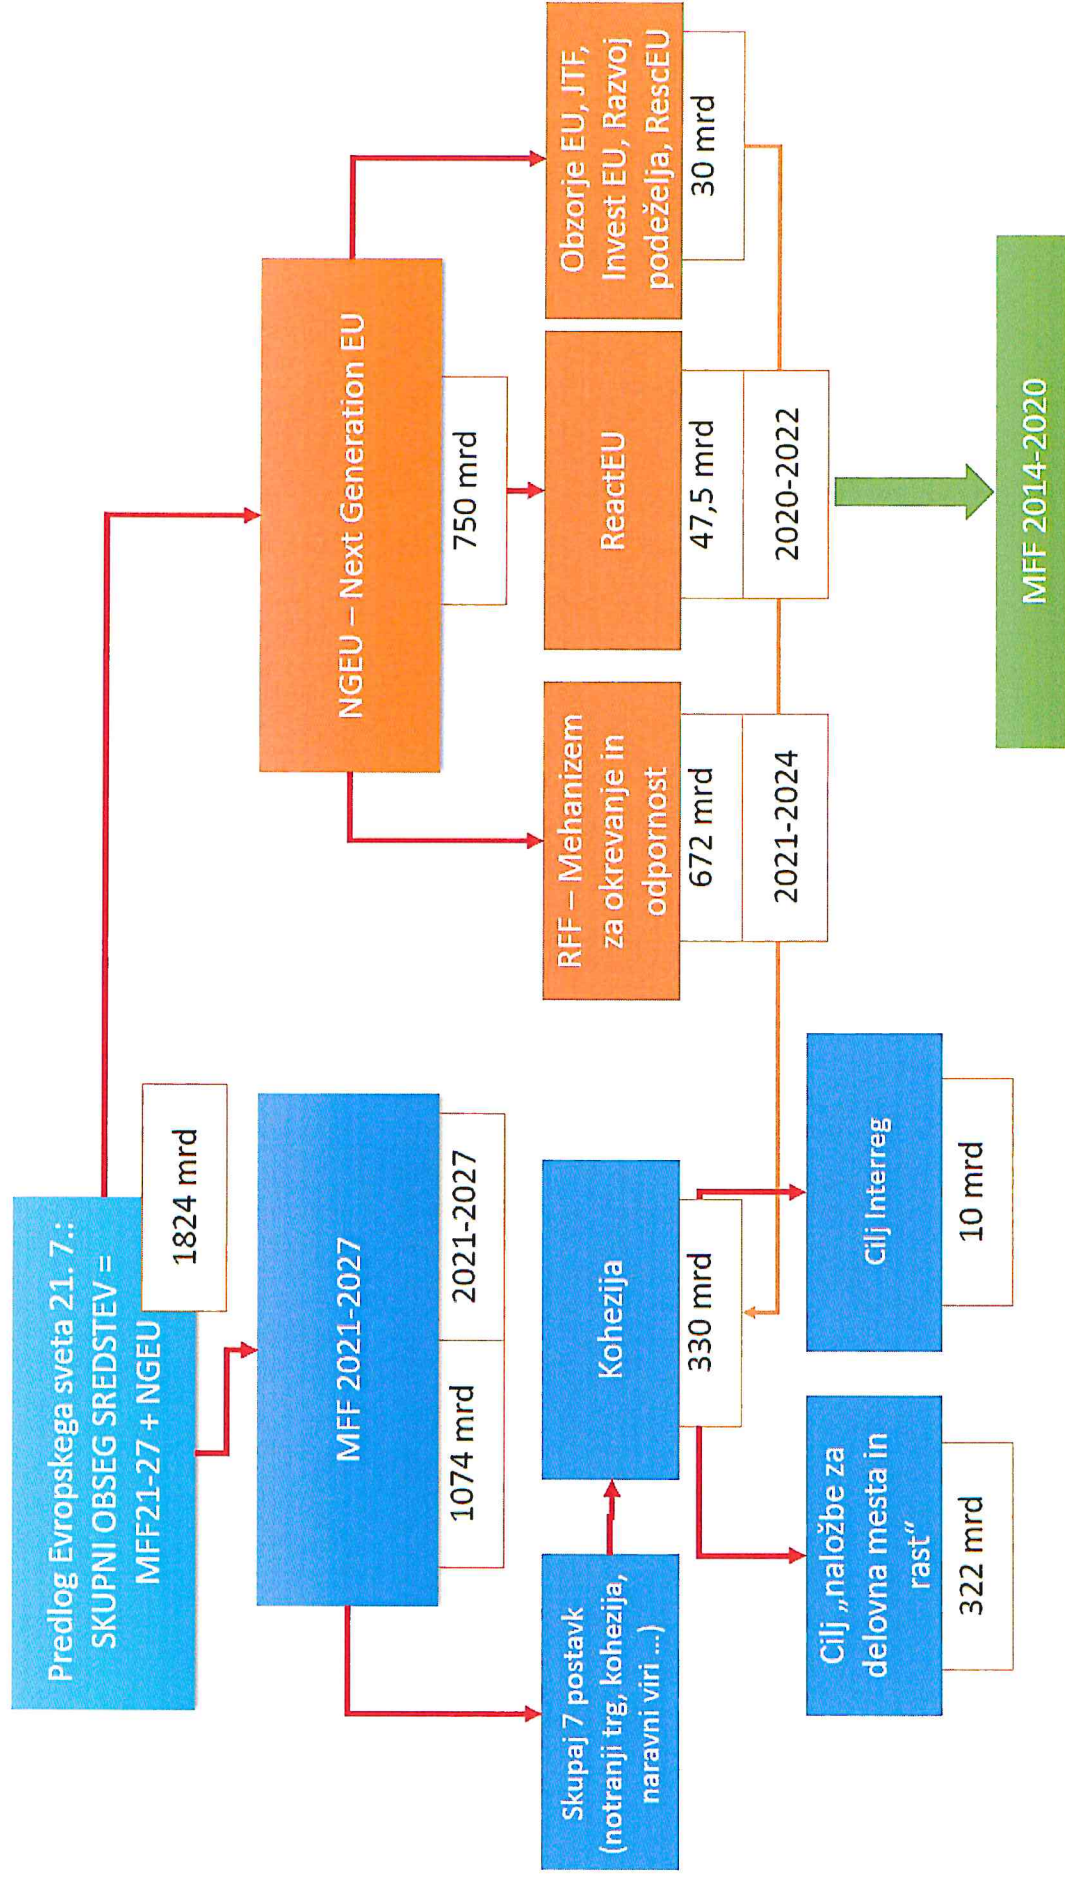 Predlog Evropskega sveta 21. 7.:
SKUPNI OBSEG SREDSTEV =
MFF21-27 + NGEU
1824 mrd
MFF 2021-2027
1074 mrd
2021-2027
NGEU – Next Generation EU
750 mrd
Skupaj 7 postavk
(notranji trg, kohezija,
naravni viri ...)
Kohezija
330 mrd
RFF – Mehanizem
za okrevanje in
odpornost
672 mrd
2021-2024
ReactEU
47,5 mrd
2020-2022
Obzorje EU, JTF,
Invest EU, Razvoj
podeželja, RescEU
30 mrd
Cilj „naložbe za
delovna mesta in
rast“
322 mrd
Cilj Interreg
10 mrd
MFF 2014-2020